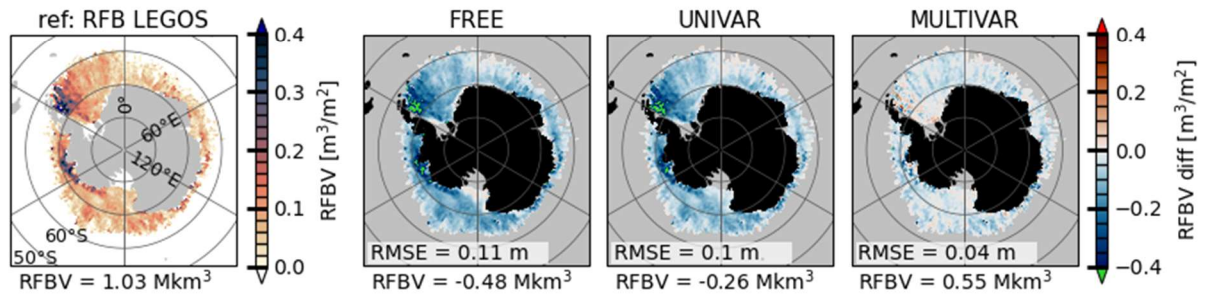 ref: RFB LEGOS
0°
60°E
120°E
60°S
50°S
RFBV = 1.03 Mkm³
0.4
0.3
0.2
0.1
0.0
RFBV [m³/m²]
FREE
RMSE = 0.11 m
RFBV = -0.48 Mkm³
UNIVAR
RMSE = 0.1 m
RFBV = -0.26 Mkm³
MULTIVAR
RMSE = 0.04 m
RFBV = 0.55 Mkm³
0.4
0.2
0.0
−0.2
−0.4
RFBV diff [m³/m²]